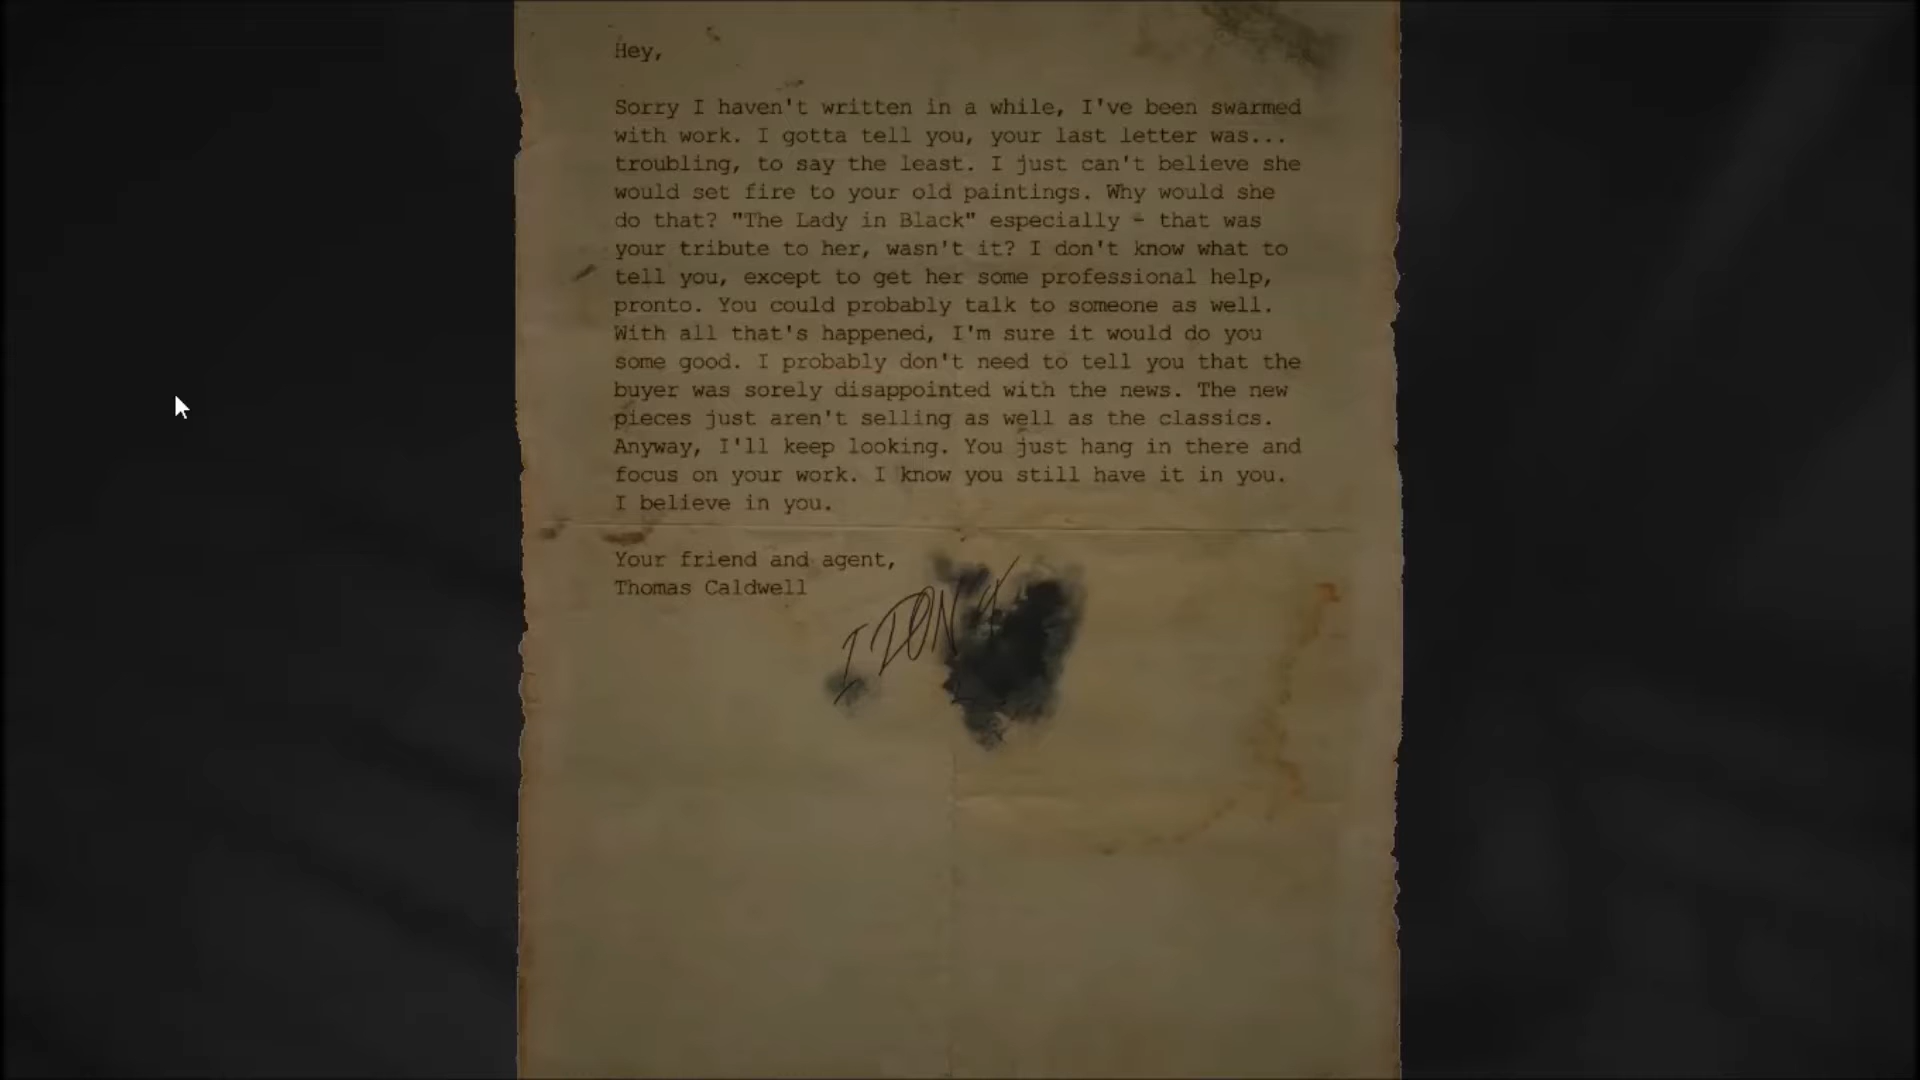 Hey,
Sorry I haven't written in a while, I've been swarmed
with work. I gotta tell you, your last letter was...
troubling, to say the least. I just can't believe she
would set fire to your old paintings. Why would she
do that? "The Lady in Black" especially - that was
your tribute to her, wasn't it? I don't know what to
tell you, except to get her some professional help,
pronto. You could probably talk to someone as well.
With all that's happened, I'm sure it would do you
some good. I probably don't need to tell you that the
buyer was sorely disappointed with the news. The new
pieces just aren't selling as well as the classics.
Anyway, I'll keep looking. You just hang in there and
focus on your work. I know you still have it in you.
I believe in you.
Your friend and agent,
Thomas Caldwell
I DON'T